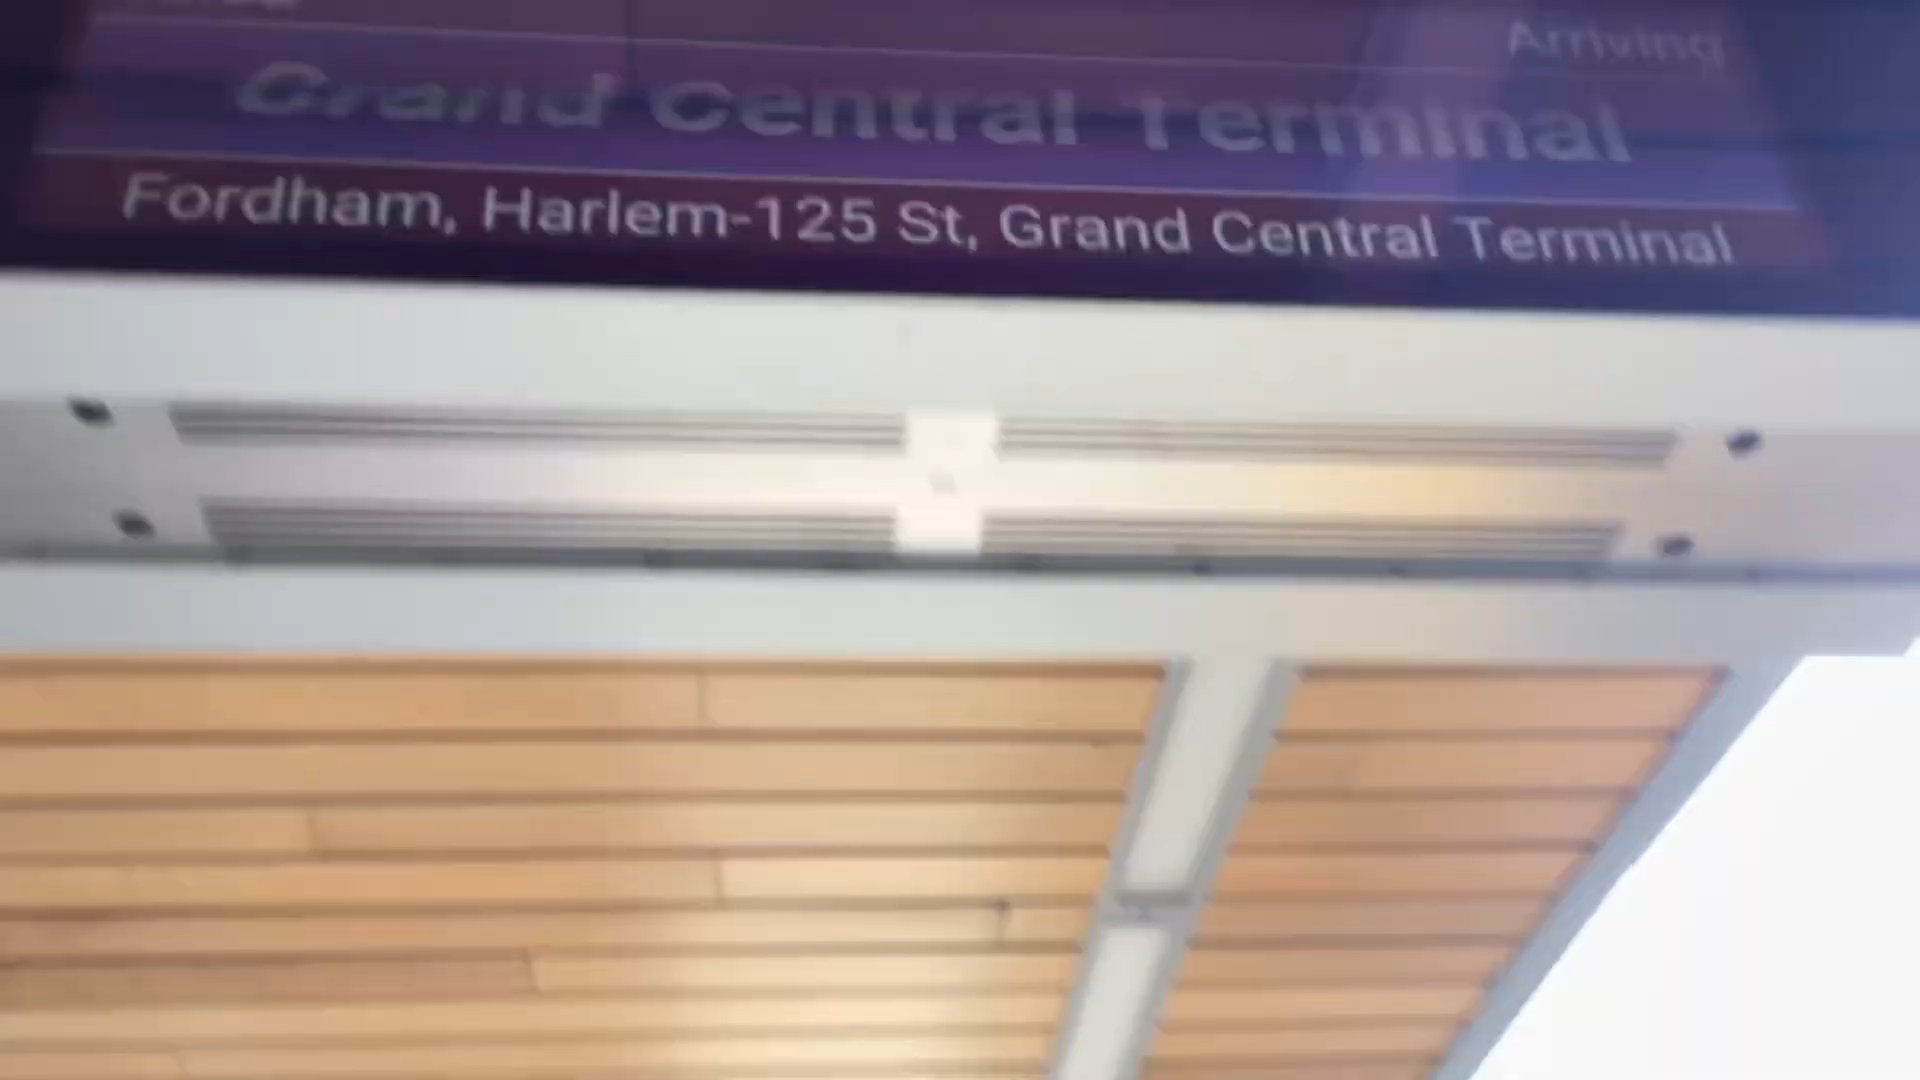 Arriving
Grand Central Terminal
Fordham, Harlem-125 St, Grand Central Terminal